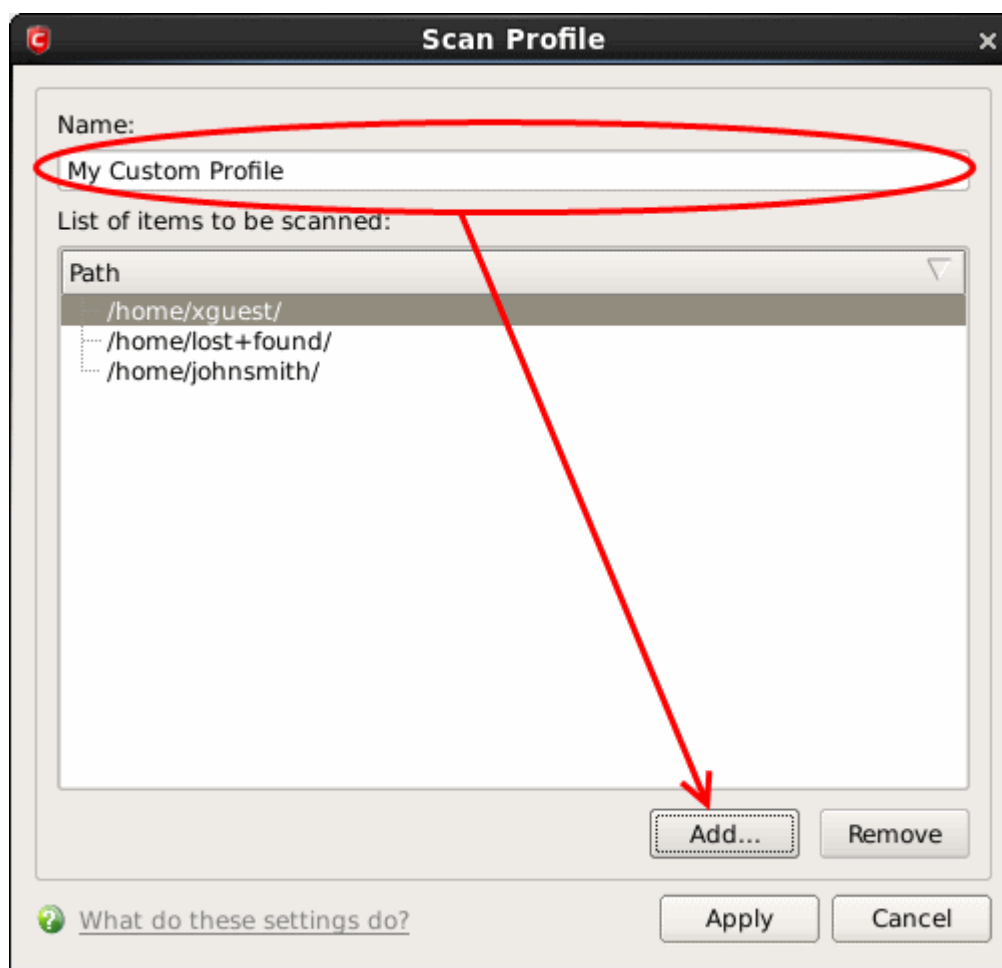 Scan Profile
Name:
My Custom Profile
List of items to be scanned:
Path
/home/xguest/
/home/lost+found/
/home/johnsmith/
Add... Remove
What do these settings do? Apply Cancel